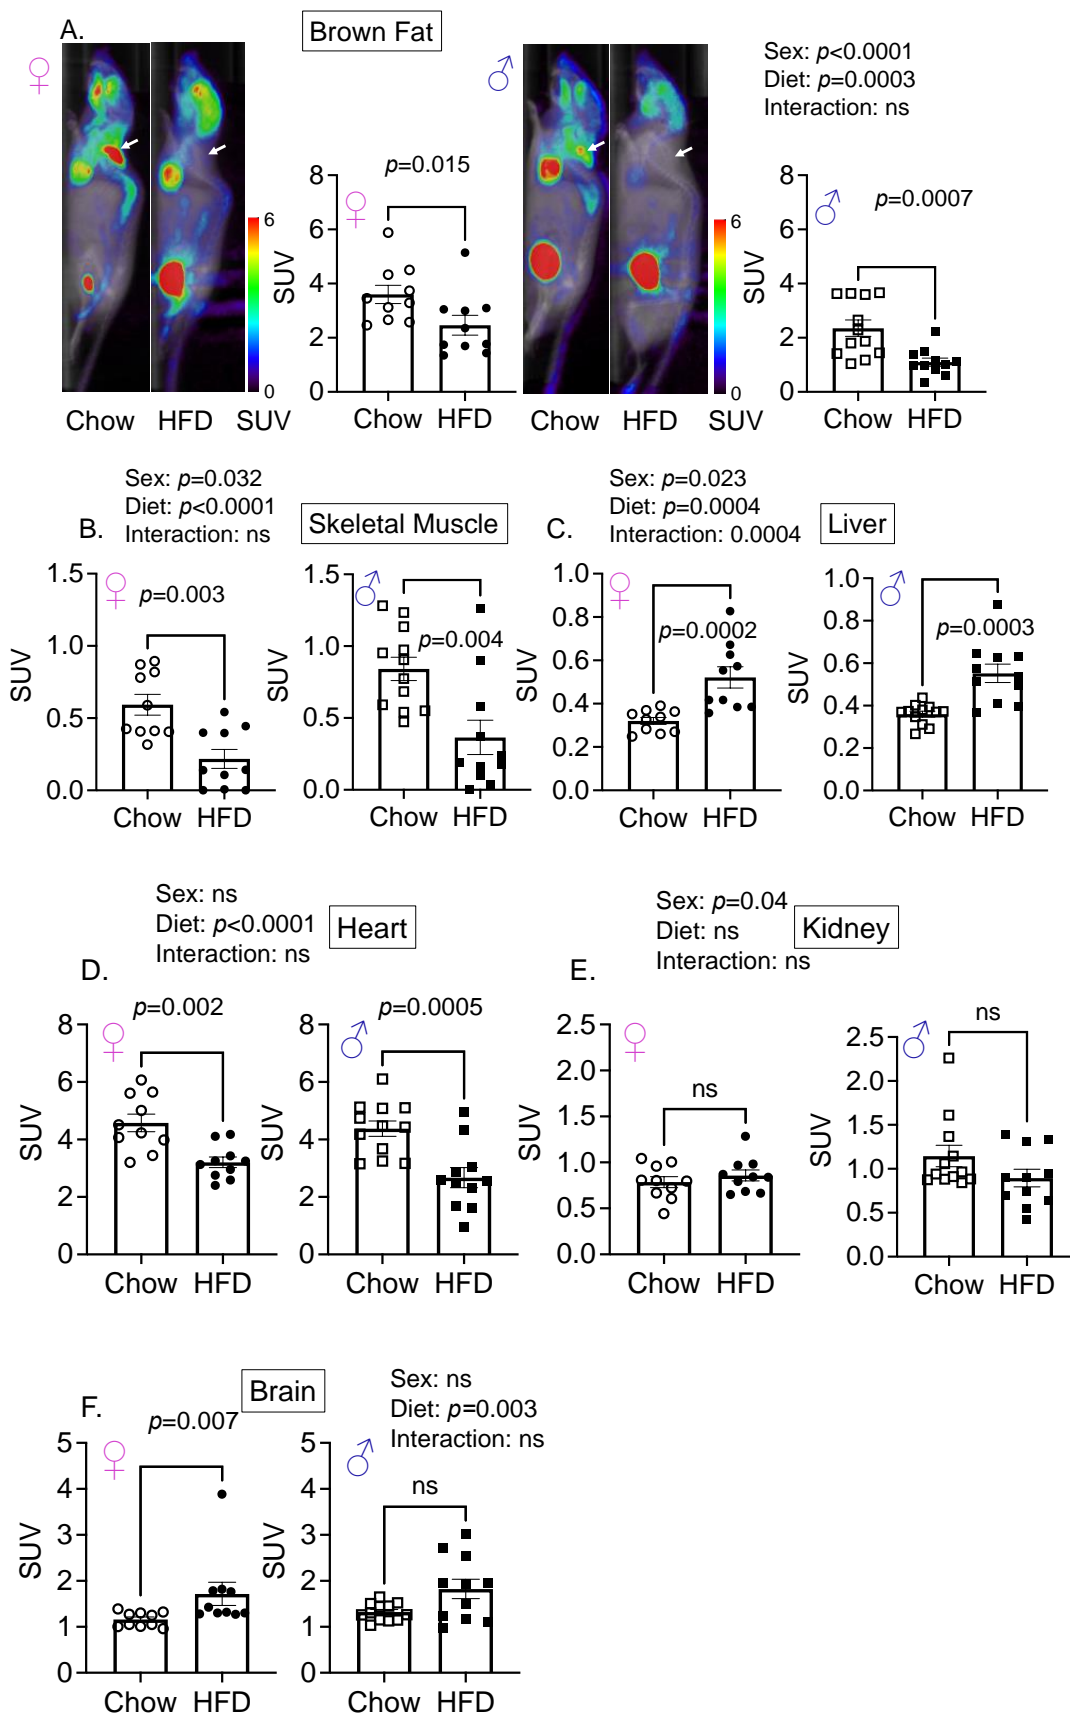 A.
Brown Fat
♀
♂
Sex: p<0.0001
Diet: p=0.0003
Interaction: ns
6
0
Chow HFD SUV
SUV
8
6
4
2
0
♀
p=0.015
Chow HFD
6
0
Chow HFD SUV
SUV
8
6
4
2
0
♂
p=0.0007
Chow HFD
B.
Sex: p=0.032
Diet: p<0.0001
Interaction: ns
Skeletal Muscle
SUV
1.5
1.0
0.5
0.0
♀
p=0.003
Chow HFD
SUV
1.5
1.0
0.5
0.0
♂
p=0.004
Chow HFD
C.
Sex: p=0.023
Diet: p=0.0004
Interaction: 0.0004
Liver
SUV
1.0
0.8
0.6
0.4
0.2
0.0
♀
p=0.0002
Chow HFD
SUV
1.0
0.8
0.6
0.4
0.2
0.0
♂
p=0.0003
Chow HFD
D.
Sex: ns
Diet: p<0.0001
Interaction: ns
Heart
SUV
8
6
4
2
0
♀
p=0.002
Chow HFD
SUV
8
6
4
2
0
♂
p=0.0005
Chow HFD
E.
Sex: p=0.04
Diet: ns
Interaction: ns
Kidney
SUV
2.5
2.0
1.5
1.0
0.5
0.0
♀
ns
Chow HFD
SUV
2.5
2.0
1.5
1.0
0.5
0.0
♂
ns
Chow HFD
F.
Brain
Sex: ns
Diet: p=0.003
Interaction: ns
SUV
5
4
3
2
1
0
♀
p=0.007
Chow HFD
SUV
5
4
3
2
1
0
♂
ns
Chow HFD